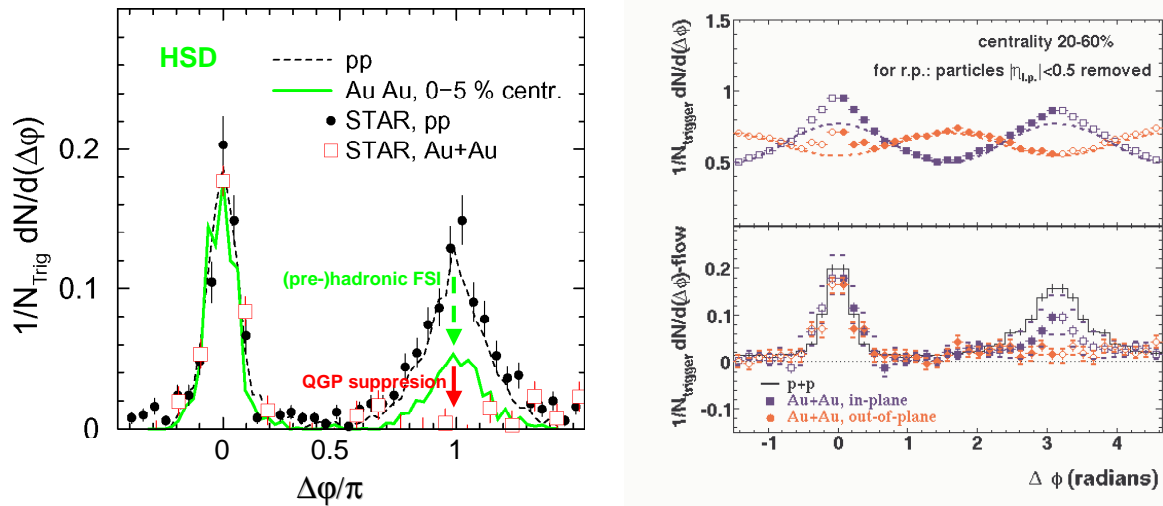 HSD
pp
Au Au, 0−5 % centr.
STAR, pp
STAR, Au+Au
(pre-)hadronic FSI
QGP suppresion
0.2
0.1
0
0
0.5
1
1/N_Trig dN/d(Δφ)
Δφ/π
centrality 20-60%
for r.p.: particles |η_l.p.|<0.5 removed
1.5
1
0.5
1/N_trigger dN/d(Δϕ)
0.2
0.1
0.0
-0.1
1/N_trigger dN/d(Δϕ)-flow
p+p
Au+Au, in-plane
Au+Au, out-of-plane
-1
0
1
2
3
4
Δ ϕ (radians)